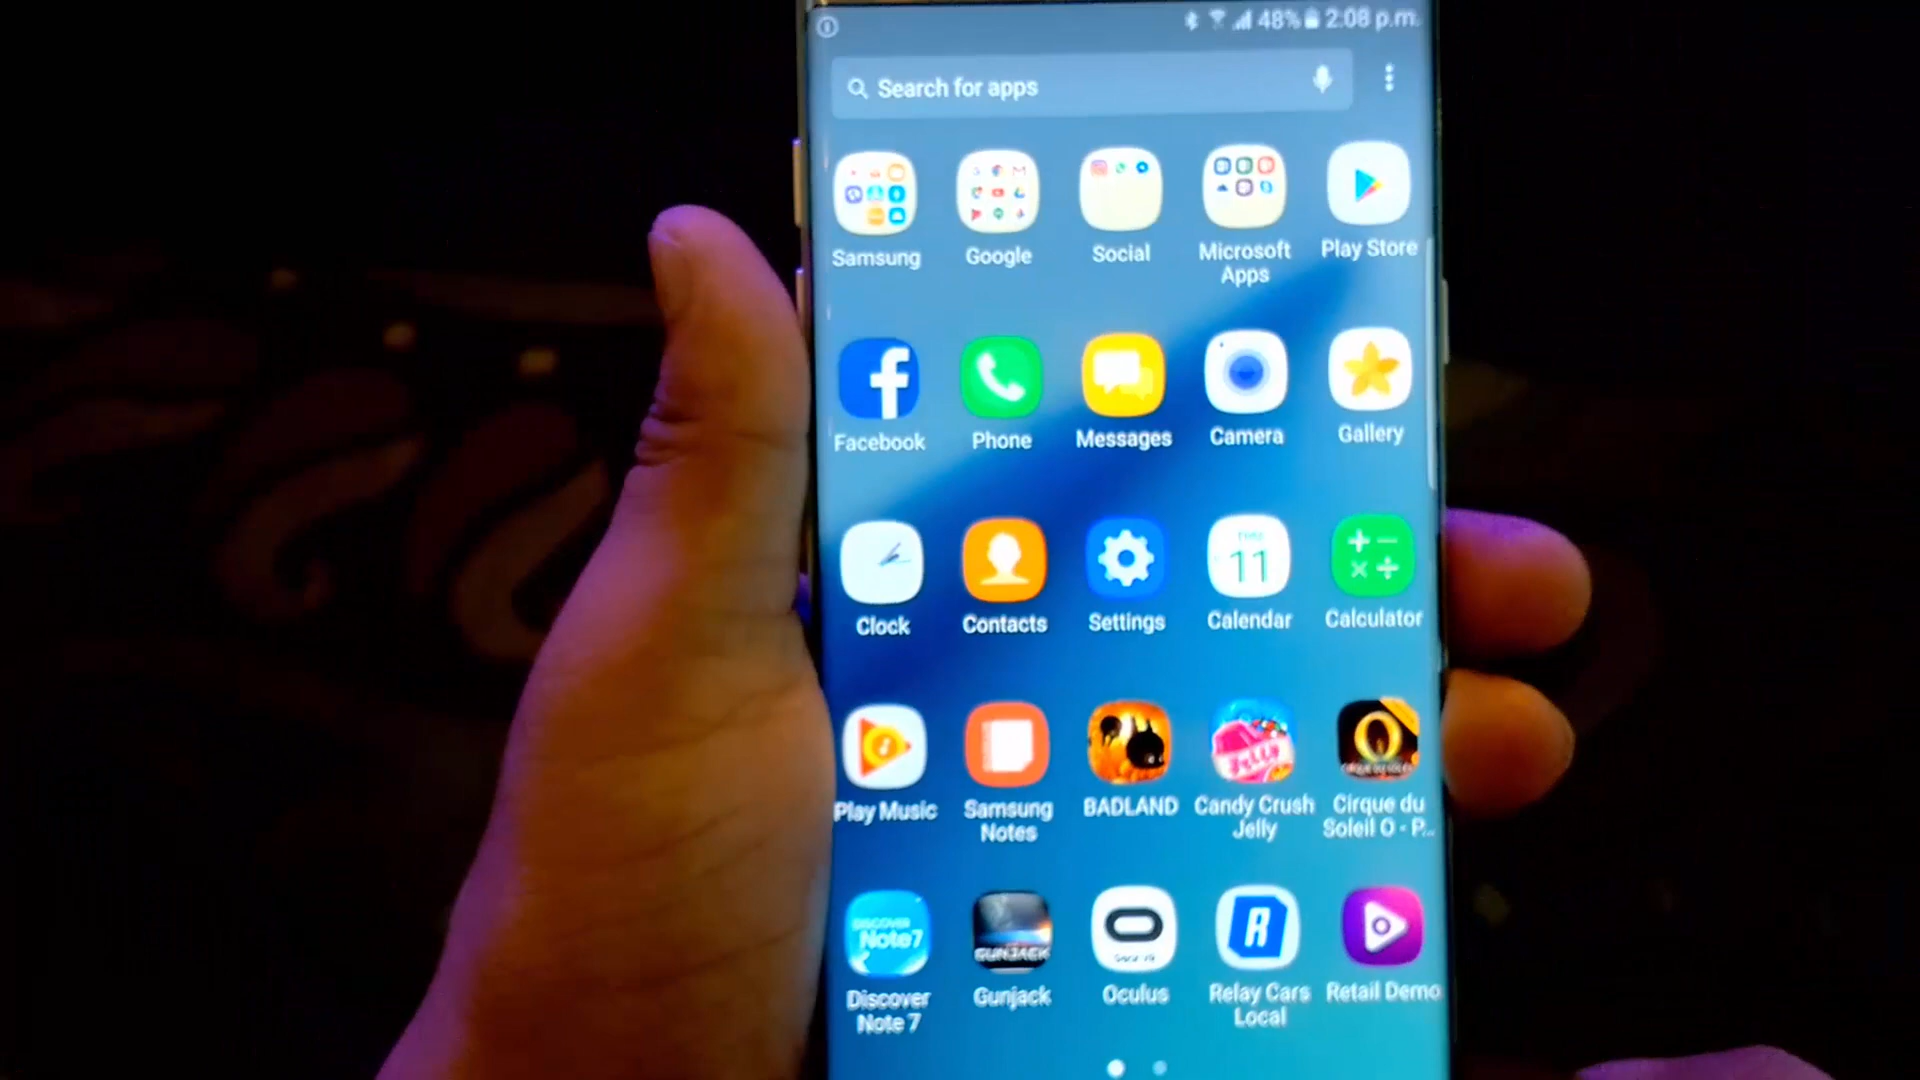 48% 2:08 p.m.
Search for apps
Samsung
Google
Social
Microsoft
Apps
Play Store
Facebook
Phone
Messages
Camera
Gallery
11
Clock
Contacts
Settings
Calendar
Calculator
Jelly
Play Music
Samsung
Notes
BADLAND
Candy Crush
Jelly
Cirque du
Soleil O - P...
DISCOVER
Note7
GUNJACK
R
Discover
Note 7
Gunjack
Oculus
Relay Cars
Local
Retail Demo